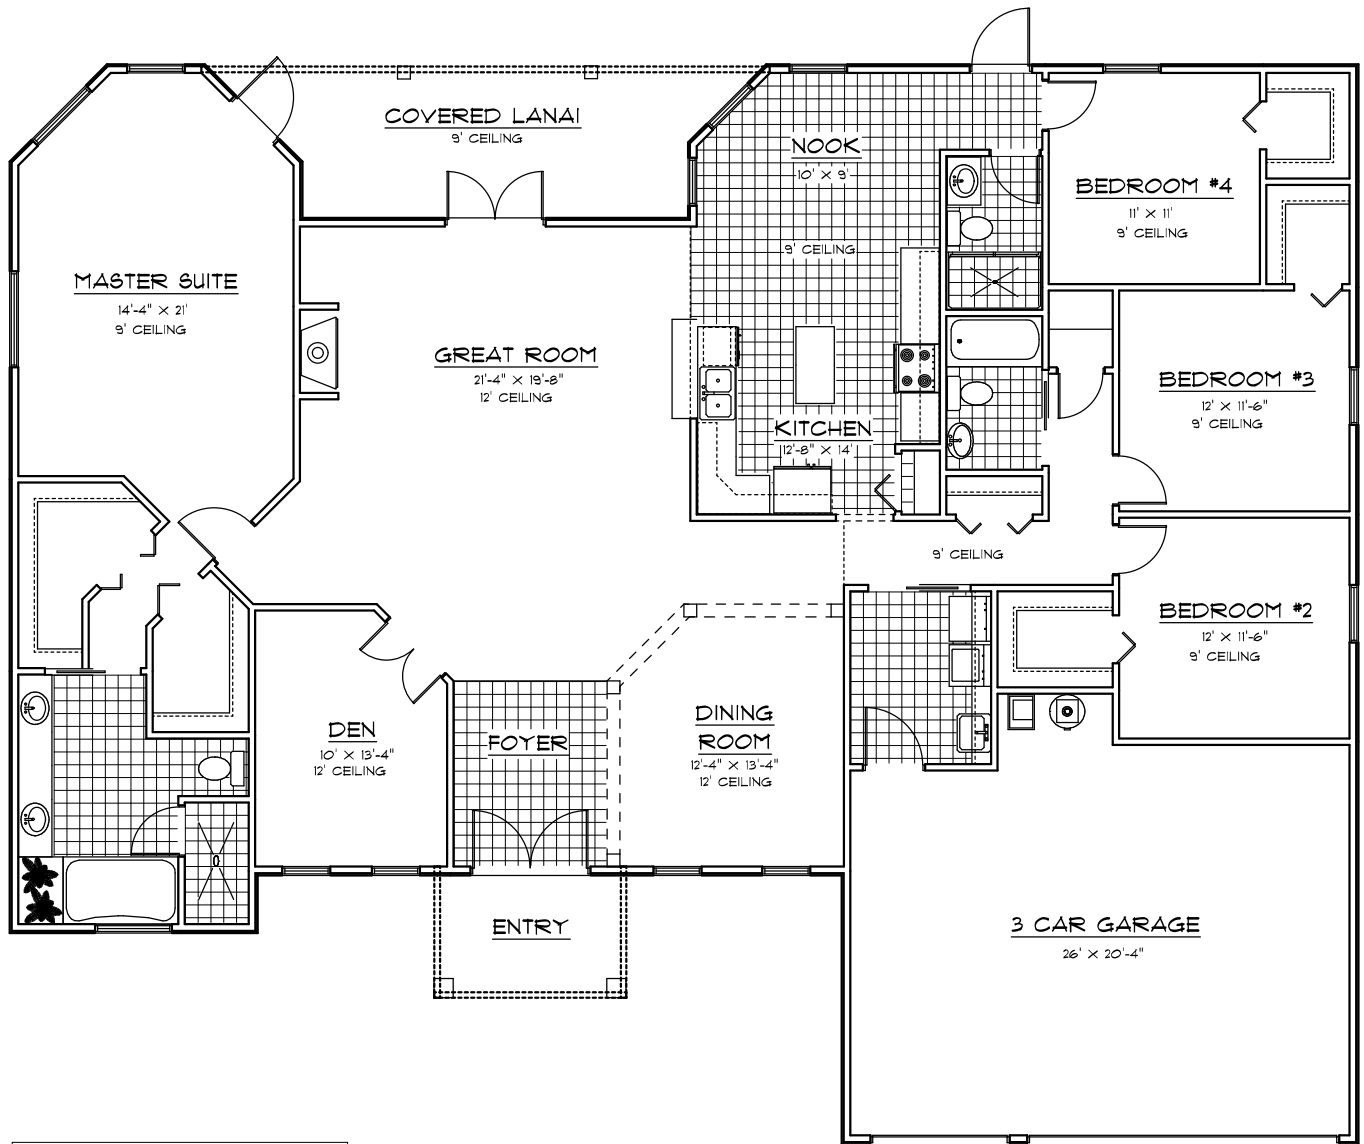 COVERED LANAI
9' CEILING
NOOK
10' X 9'
9' CEILING
BEDROOM #4
11' X 11'
9' CEILING
MASTER SUITE
14'-4" X 21'
9' CEILING
GREAT ROOM
21'-4" X 19'-8"
12' CEILING
KITCHEN
12'-8" X 14'
BEDROOM #3
12' X 11'-6"
9' CEILING
9' CEILING
BEDROOM #2
12' X 11'-6"
9' CEILING
DEN
10' X 13'-4"
12' CEILING
FOYER
DINING
ROOM
12'-4" X 13'-4"
12' CEILING
ENTRY
3 CAR GARAGE
26' X 20'-4"